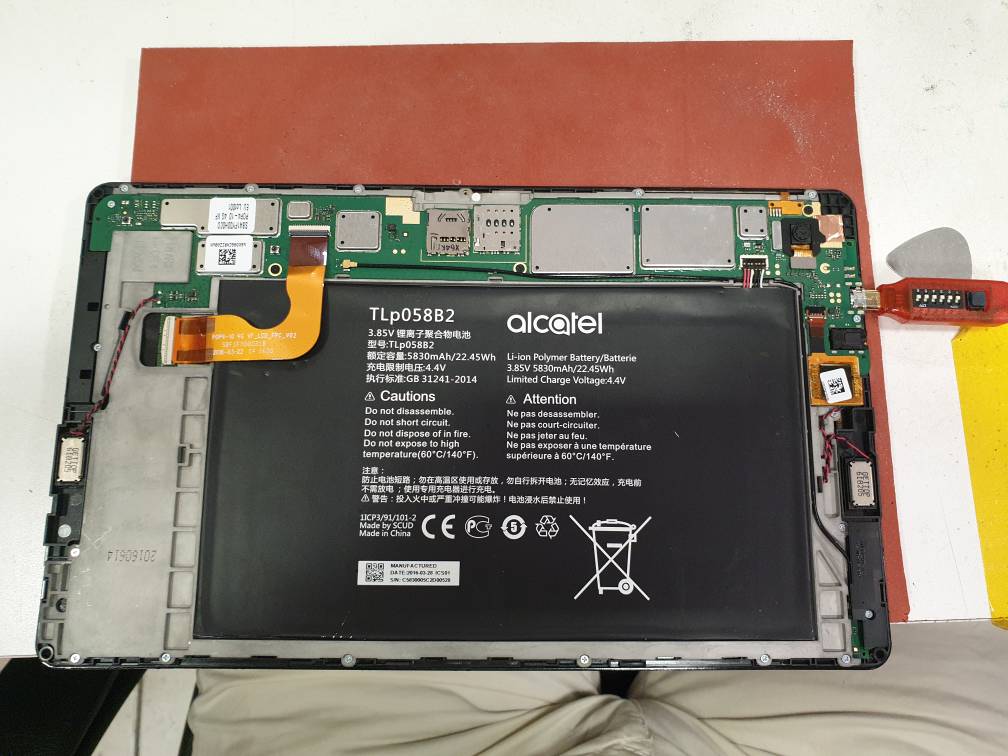 TLp058B2
alcatel
3.85V 锂离子聚合物电池
型号:TLp058B2
额定容量:5830mAh/22.45Wh
充电限制电压:4.4V
执行标准:GB 31241-2014
Li-ion Polymer Battery/Batterie
3.85V 5830mAh/22.45Wh
Limited Charge Voltage:4.4V
Cautions
Do not disassemble.
Do not short circuit.
Do not dispose of in fire.
Do not expose to high
temperature(60°C/140°F).
Attention
Ne pas desassembler.
Ne pas court-circuiter.
Ne pas jeter au feu.
Ne pas exposer à une température
supérieure à 60°C/140°F.
注意：
防止电池短路；勿在高温区使用或存放，勿自行拆开电池；无记忆效应，充电前
不需放电；使用专用充电器进行充电。
警告：投入火中或严重冲撞可能爆炸！电池浸水后禁止使用！
1ICP3/91/101-2
Made by SCUD
Made in China
CE
5
MANUFACTURED
DATE:2016-03-28 ICS01
20160614